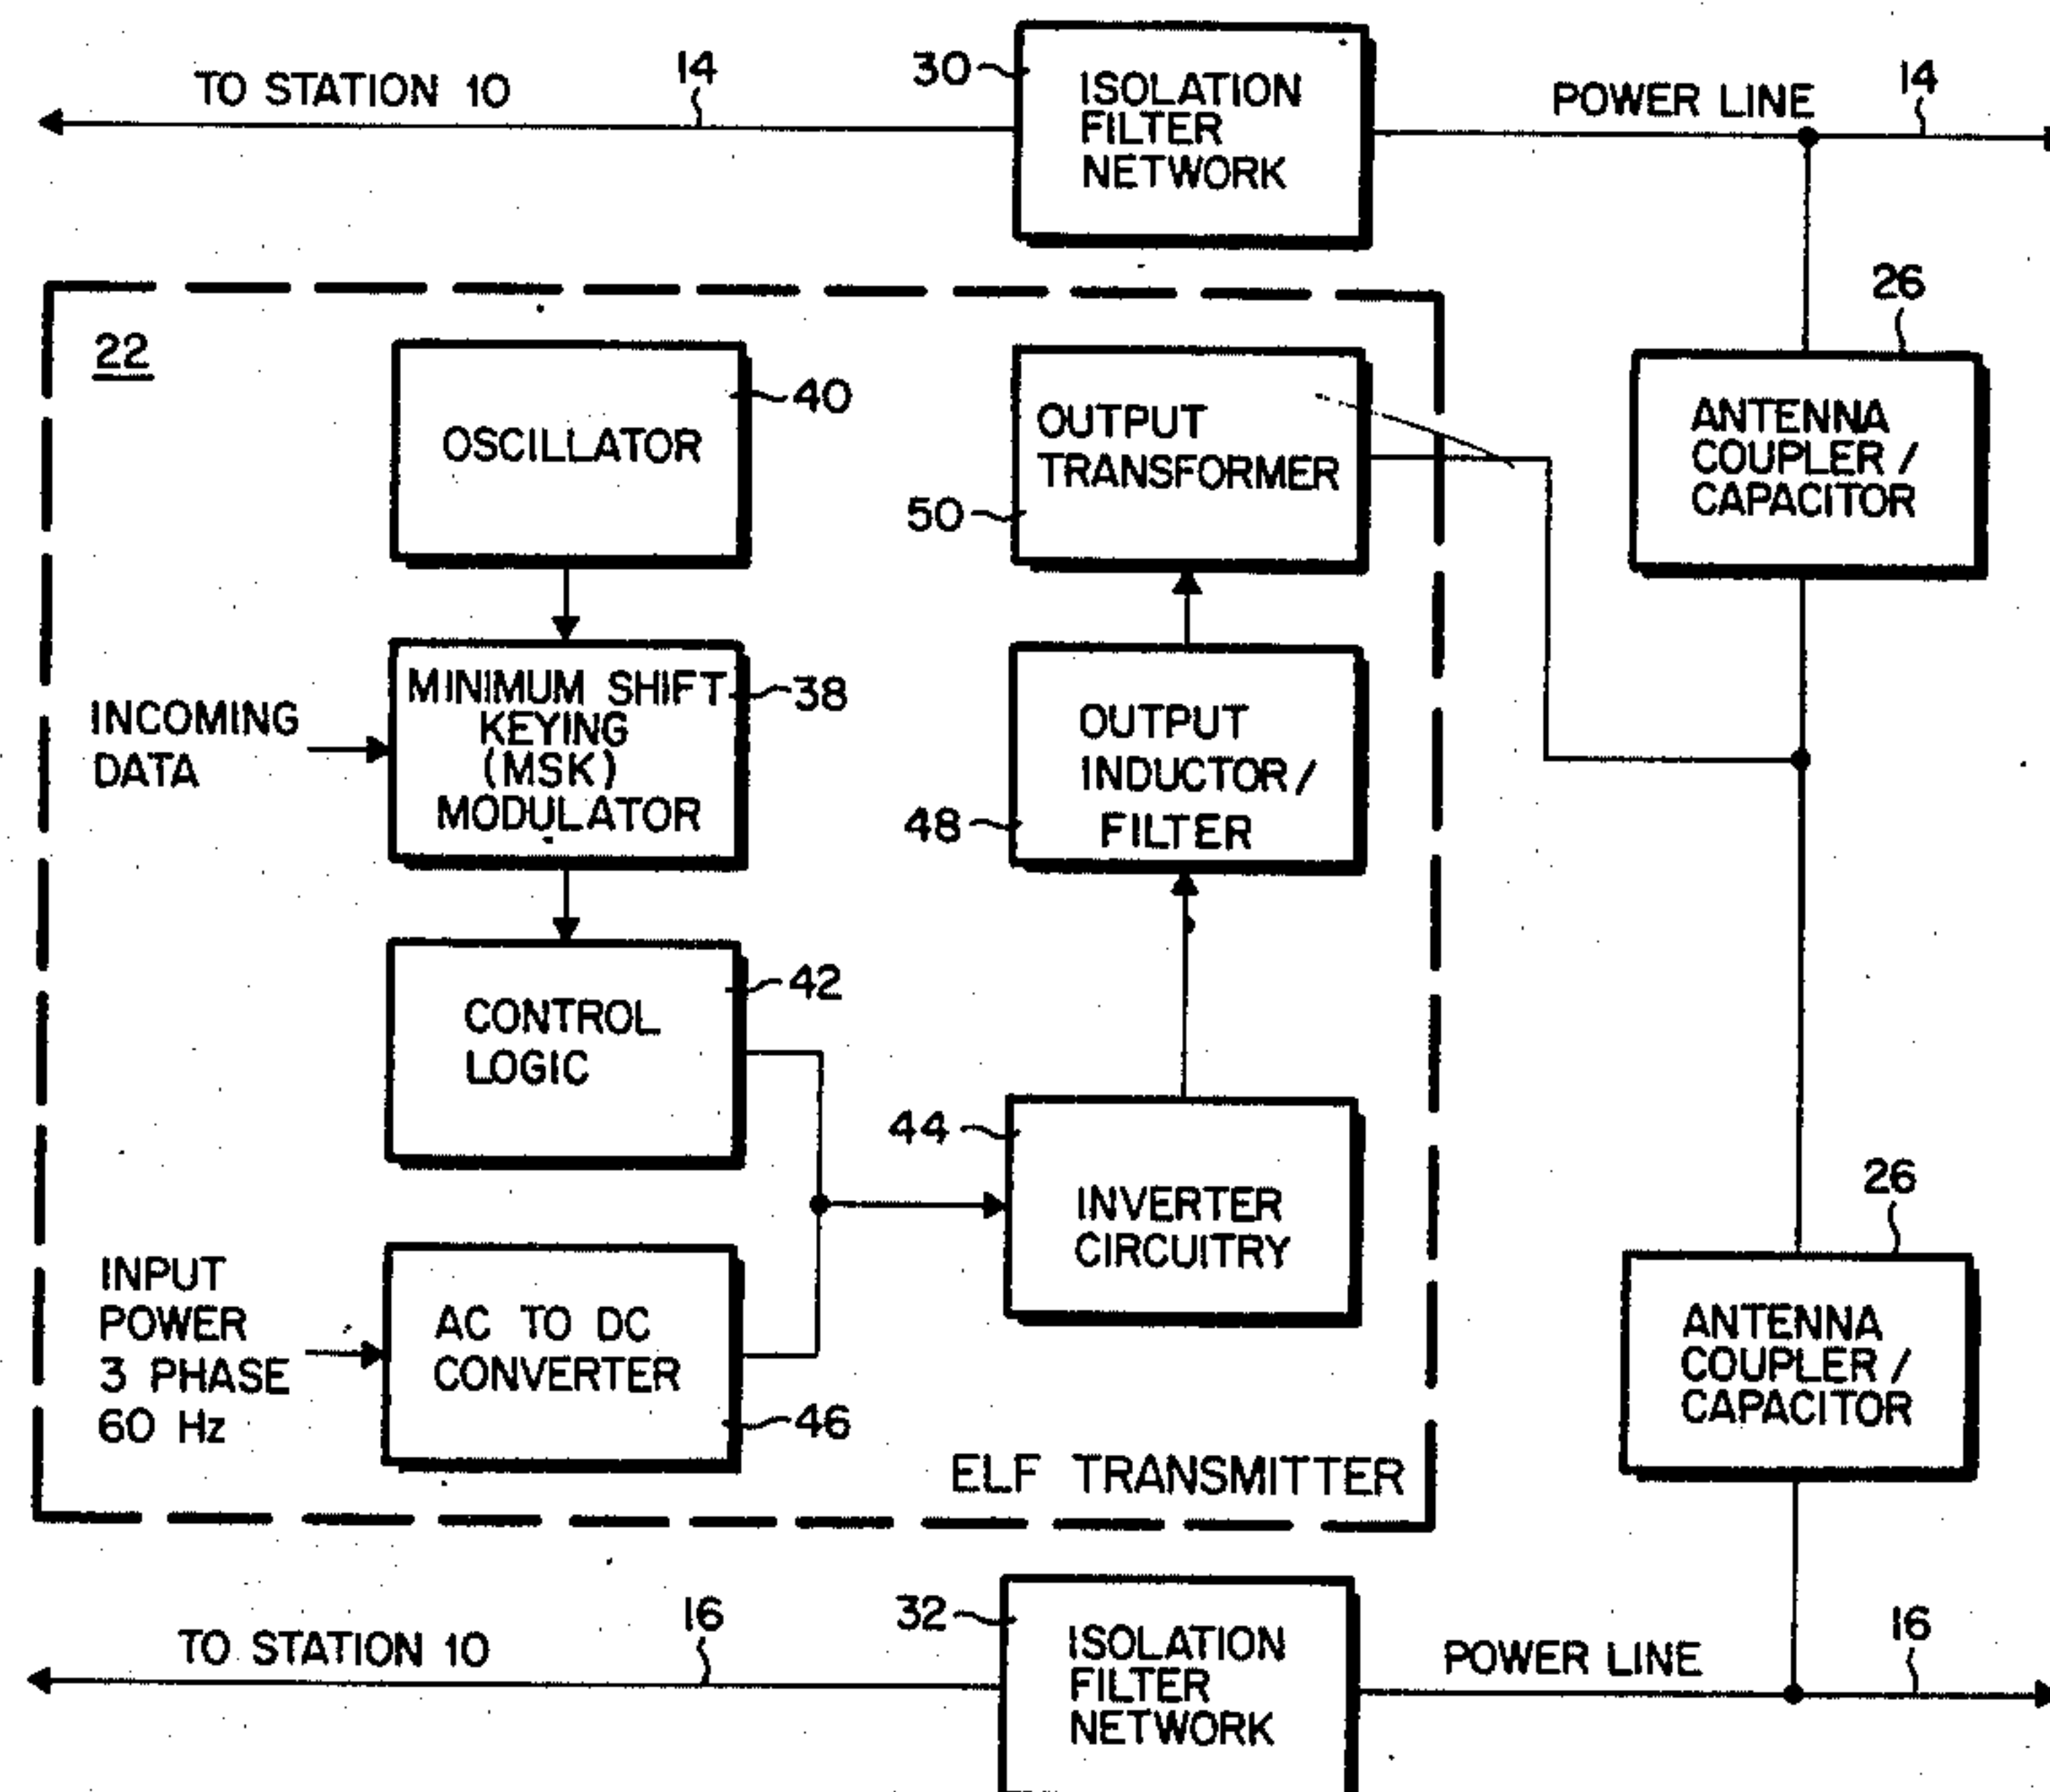 TO STATION 10
14
30
ISOLATION
FILTER
NETWORK
POWER LINE
14
22
OSCILLATOR
40
OUTPUT
TRANSFORMER
50
26
ANTENNA
COUPLER /
CAPACITOR
INCOMING
DATA
MINIMUM SHIFT
KEYING
(MSK)
MODULATOR
38
OUTPUT
INDUCTOR /
FILTER
48
CONTROL
LOGIC
42
44
INVERTER
CIRCUITRY
26
ANTENNA
COUPLER /
CAPACITOR
INPUT
POWER
3 PHASE
60 Hz
AC TO DC
CONVERTER
46
ELF TRANSMITTER
TO STATION 10
16
32
ISOLATION
FILTER
NETWORK
POWER LINE
16